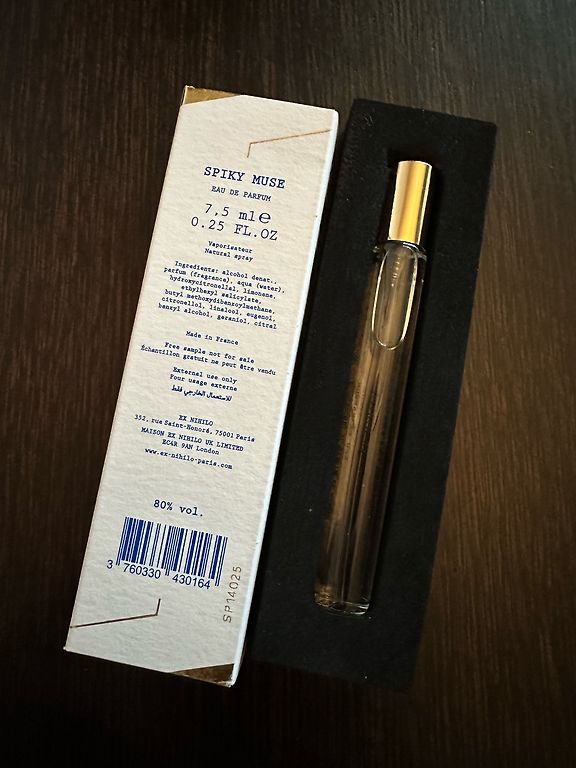 SPIKY MUSE
EAU DE PARFUM
7,5 ml℮
0.25 FL.OZ
Vaporisateur
Natural spray
Ingredients: alcohol denat.,
parfum (fragrance), aqua (water),
hydroxycitronellal, limonene,
ethylhexyl salicylate,
butyl methoxydibenzoylmethane,
citronellol, linalool, eugenol,
benzyl alcohol, geraniol, citral
Made in France
Free sample not for sale
Échantillon gratuit ne peut être vendu
External use only
Pour usage externe
للاستعمال الخارجي فقط
EX NIHILO
352, rue Saint-Honoré, 75001 Paris
MAISON EX NIHILO UK LIMITED
EC4R 9AN London
www.ex-nihilo-paris.com
80% vol.
3 760330 430164
SP14025